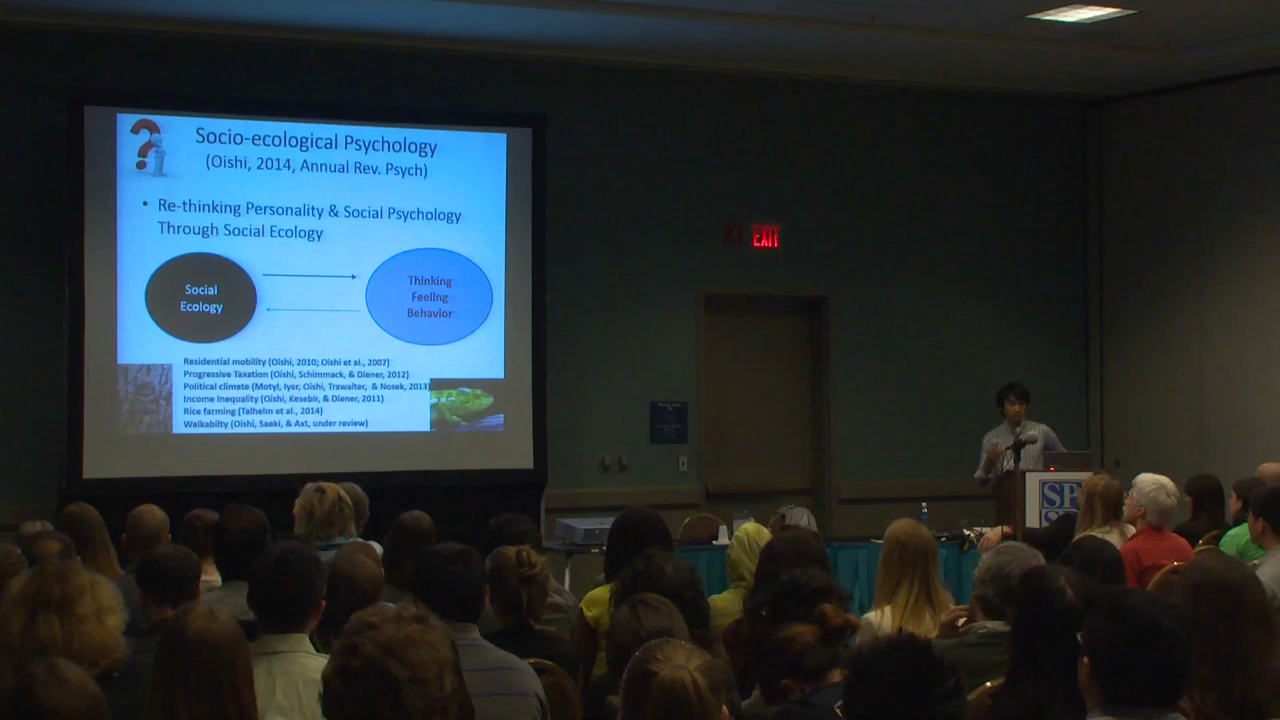 Socio-ecological Psychology
(Oishi, 2014, Annual Rev. Psych)
• Re-thinking Personality & Social Psychology
Through Social Ecology
Social
Ecology
Thinking
Feeling
Behavior
Residential mobility (Oishi, 2010; Oishi et al., 2007)
Progressive Taxation (Oishi, Schimmack, & Diener, 2012)
Political climate (Motyl, Iyer, Oishi, Trawalter, & Nosek, 2013)
Income Inequality (Oishi, Kesebir, & Diener, 2011)
Rice farming (Talhelm et al., 2014)
Walkabilty (Oishi, Saeki, & Axt, under review)
EXIT
SP